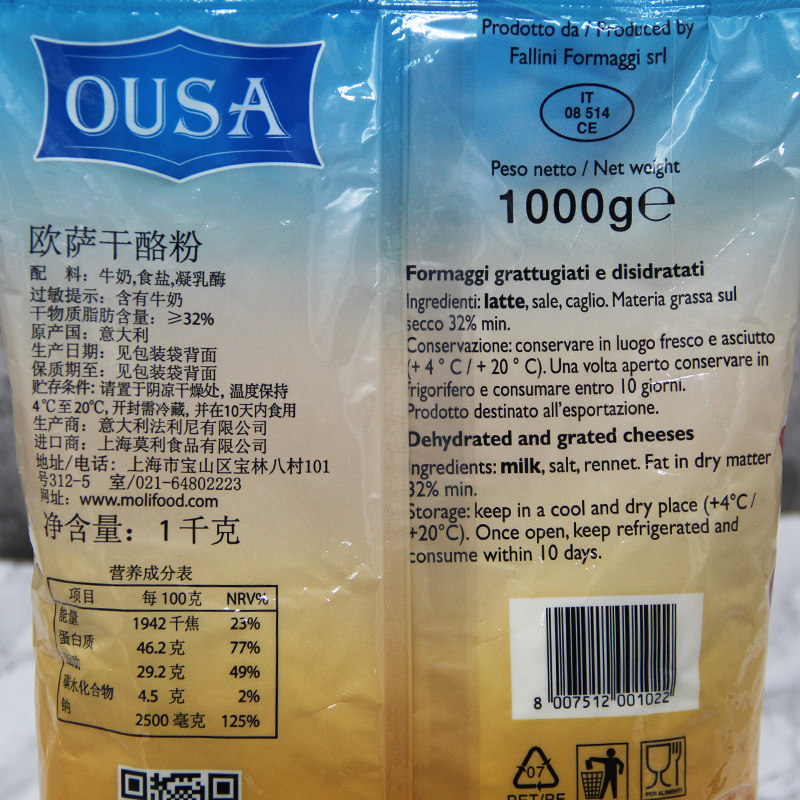 OUSA
欧萨干酪粉
配 料：牛奶,食盐,凝乳酶
过敏提示：含有牛奶
干物质脂肪含量：≥32%
原产国：意大利
生产日期：见包装袋背面
保质期至：见包装袋背面
贮存条件：请置于阴凉干燥处, 温度保持
4℃至20℃, 开封需冷藏, 并在10天内食用
生产商：意大利法利尼有限公司
进口商：上海莫利食品有限公司
地址/电话：上海市宝山区宝林八村101
号312-5 室/021-64802223
网址：www.molifood.com
净含量：1千克
营养成分表
项目 每100克 NRV%
能量 1942千焦 23%
蛋白质 46.2克 77%
脂肪 29.2克 49%
碳水化合物 4.5 克 2%
钠 2500 毫克 125%
Prodotto da / Produced by
Fallini Formaggi srl
IT
08 514
CE
Peso netto / Net weight
1000g℮
Formaggi grattugiati e disidratati
Ingredienti: latte, sale, caglio. Materia grassa sul
secco 32% min.
Conservazione: conservare in luogo fresco e asciutto
(+ 4 ° C / + 20 ° C). Una volta aperto conservare in
frigorifero e consumare entro 10 giorni.
Prodotto destinato all'esportazione.
Dehydrated and grated cheeses
Ingredients: milk, salt, rennet. Fat in dry matter
32% min.
Storage: keep in a cool and dry place (+4°C /
+20°C). Once open, keep refrigerated and
consume within 10 days.
8 007512 001022
07
PET/PE
PER ALIMENTI